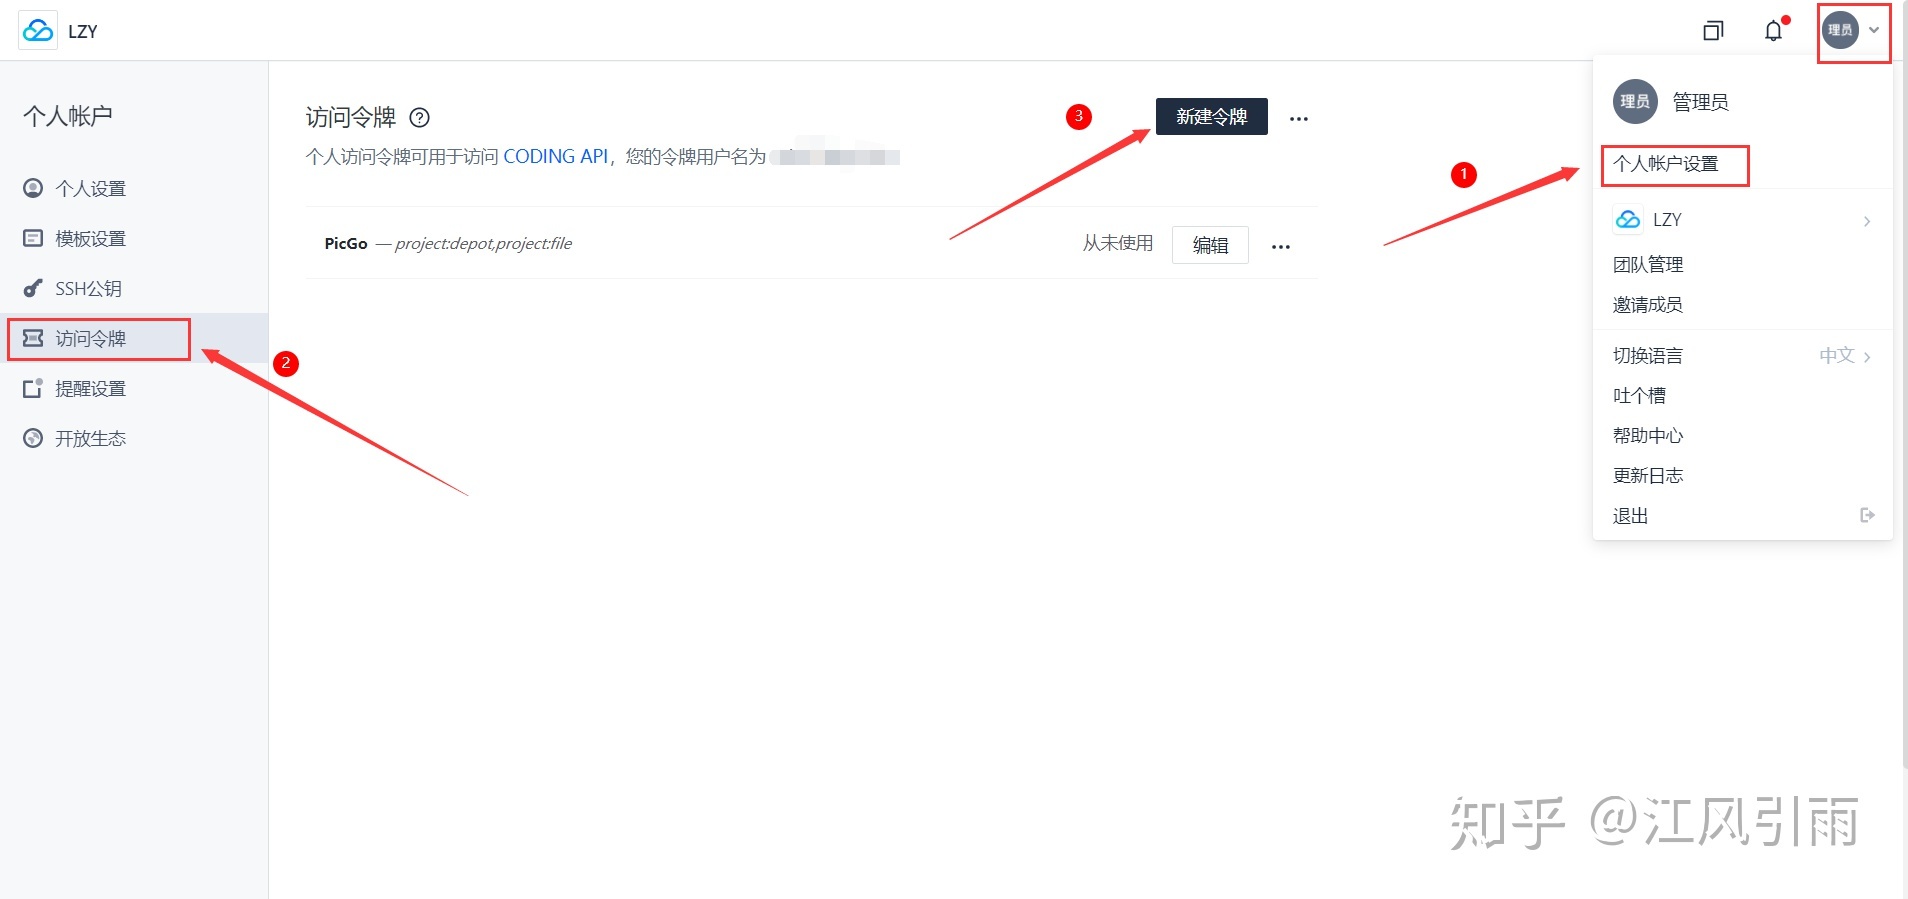 LZY
理员
管理员
理员
个人帐户设置
LZY
团队管理
邀请成员
切换语言 中文
吐个槽
帮助中心
更新日志
退出
个人帐户
个人设置
模板设置
SSH公钥
访问令牌
提醒设置
开放生态
访问令牌 ?
新建令牌 ...
个人访问令牌可用于访问 CODING API，您的令牌用户名为
PicGo — project:depot,project:file 从未使用 编辑 ...
1
2
3
知乎 @江风引雨